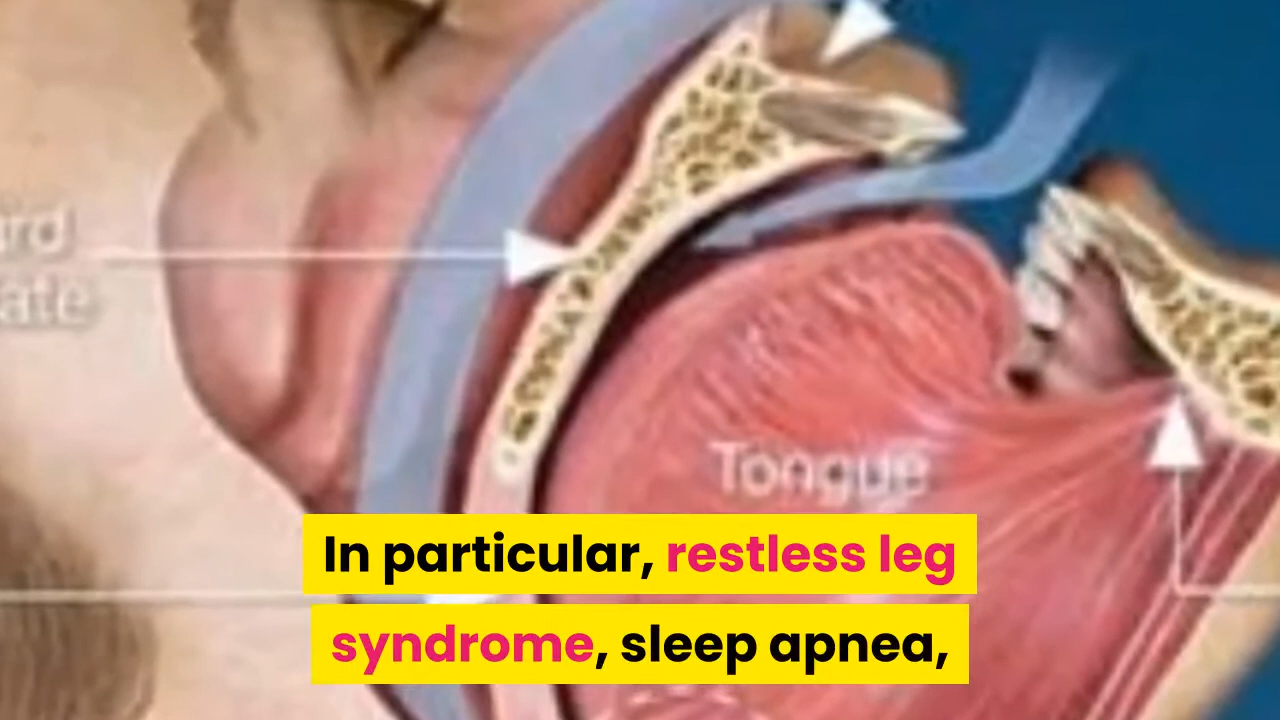 Tongue
In particular, restless leg
syndrome, sleep apnea,